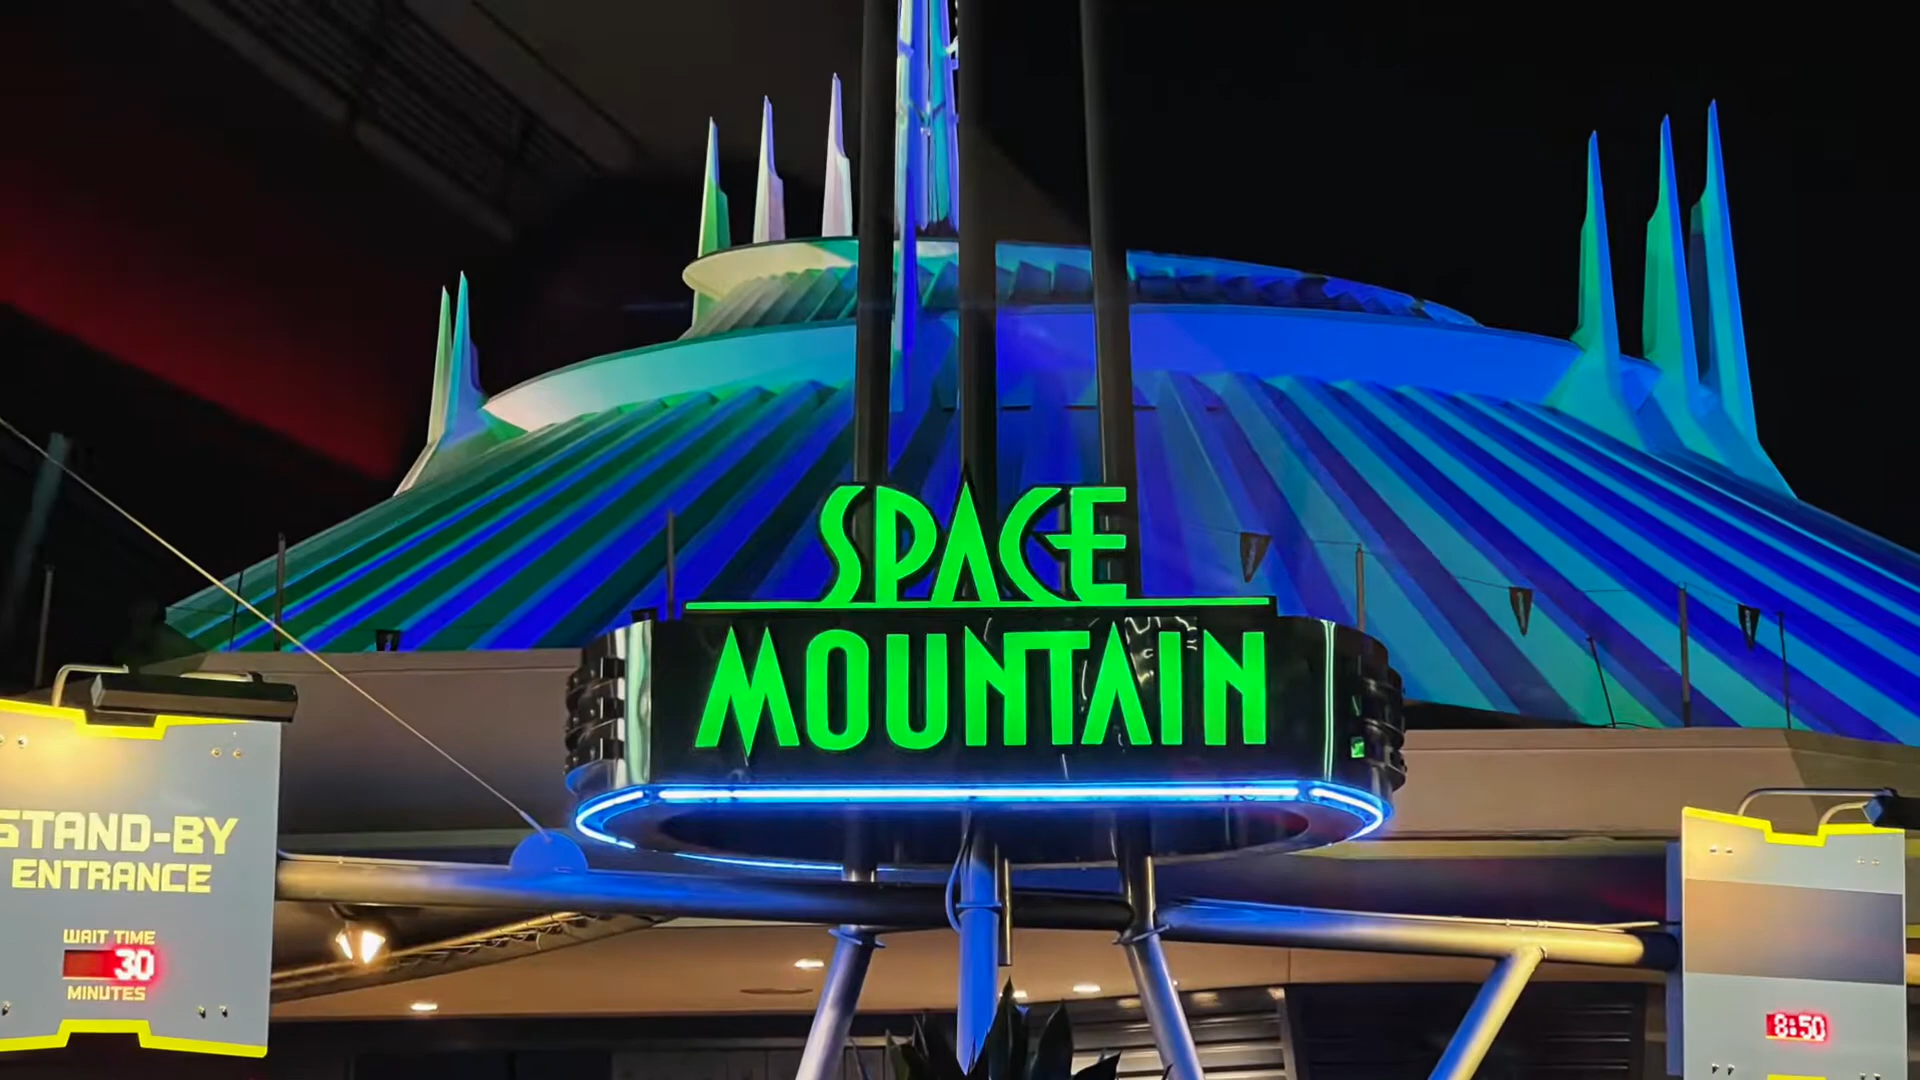 SPACE
MOUNTAIN
STAND-BY
ENTRANCE
WAIT TIME
30
MINUTES
8:50